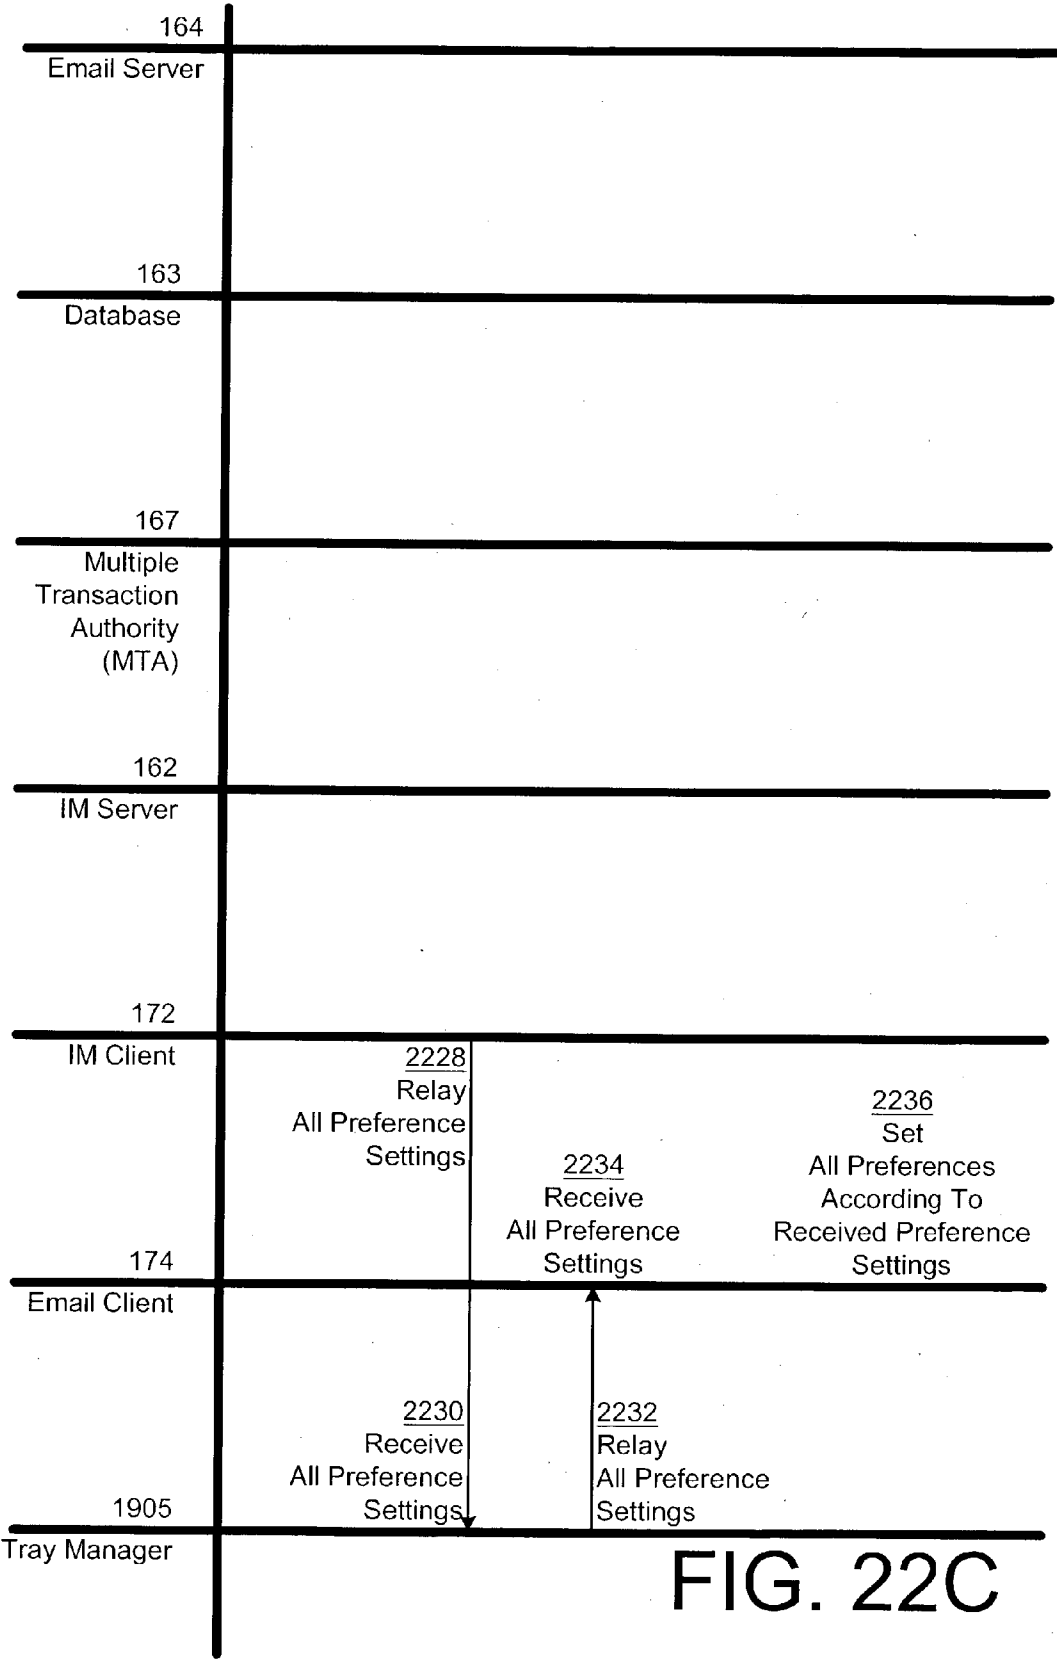 164
Email Server
163
Database
167
Multiple
Transaction
Authority
(MTA)
162
IM Server
172
IM Client
2228
Relay
All Preference
Settings
2234
Receive
All Preference
Settings
2236
Set
All Preferences
According To
Received Preference
Settings
174
Email Client
2230
Receive
All Preference
Settings
2232
Relay
All Preference
Settings
1905
Tray Manager
FIG. 22C